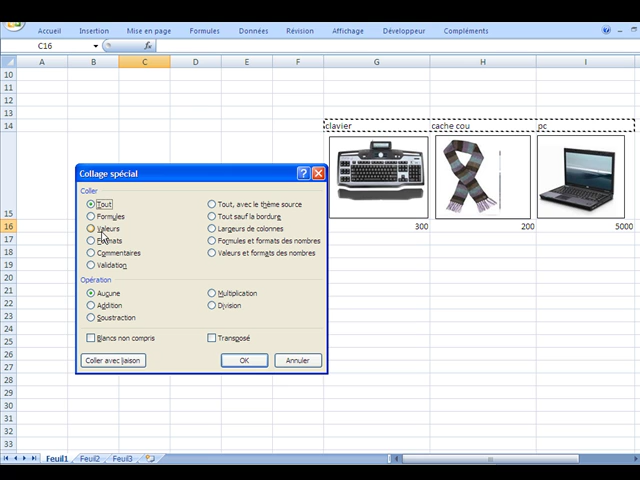 Accueil Insertion Mise en page Formules Données Révision Affichage Développeur Compléments
C16 fx
A B C D E F G H I
10
11
12
13
14 clavier cache cou pc
15
16 300 200 5000
17
18
19
20
21
22
23
24
25
26
27
28
29
30
31
32
33
Collage spécial
Coller
Tout Tout, avec le thème source
Formules Tout sauf la bordure
Valeurs Largeurs de colonnes
Formats Formules et formats des nombres
Commentaires Valeurs et formats des nombres
Validation
Opération
Aucune Multiplication
Addition Division
Soustraction
Blancs non compris Transposé
Coller avec liaison OK Annuler
Feuil1 Feuil2 Feuil3